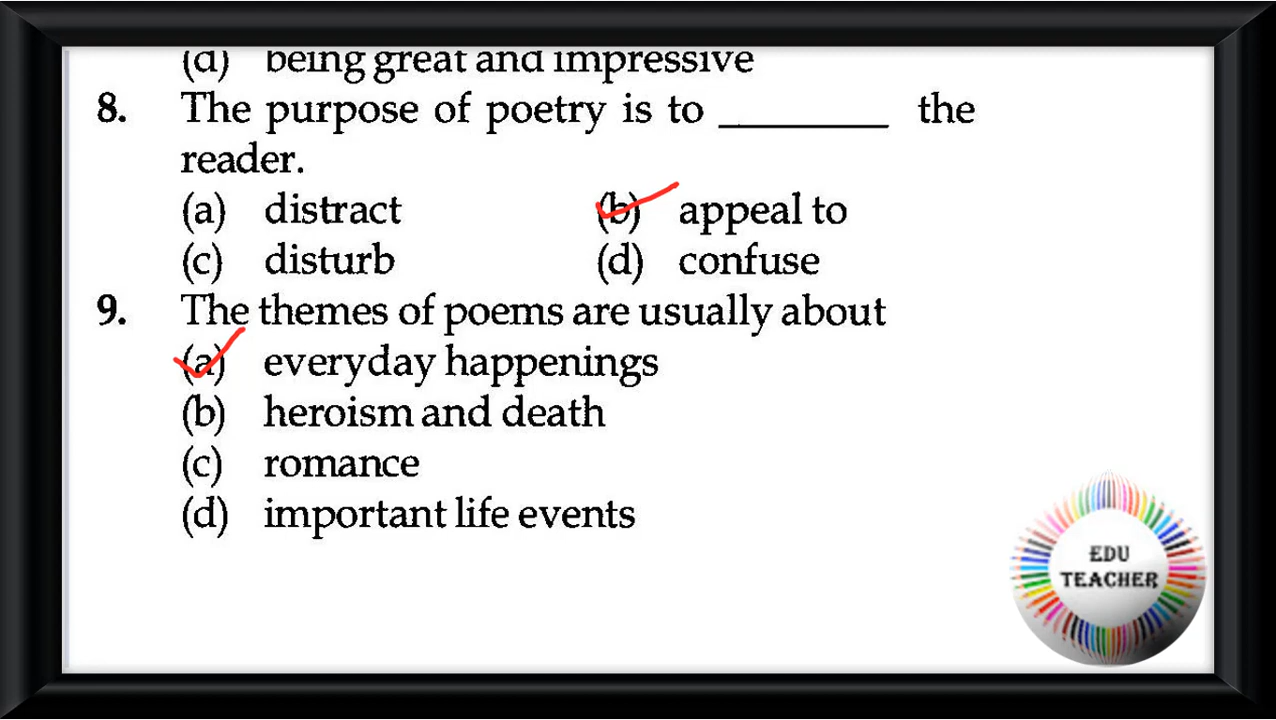 (d) being great and impressive
8. The purpose of poetry is to ________ the
reader.
(a) distract (b) appeal to
(c) disturb (d) confuse
9. The themes of poems are usually about
(a) everyday happenings
(b) heroism and death
(c) romance
(d) important life events
EDU
TEACHER